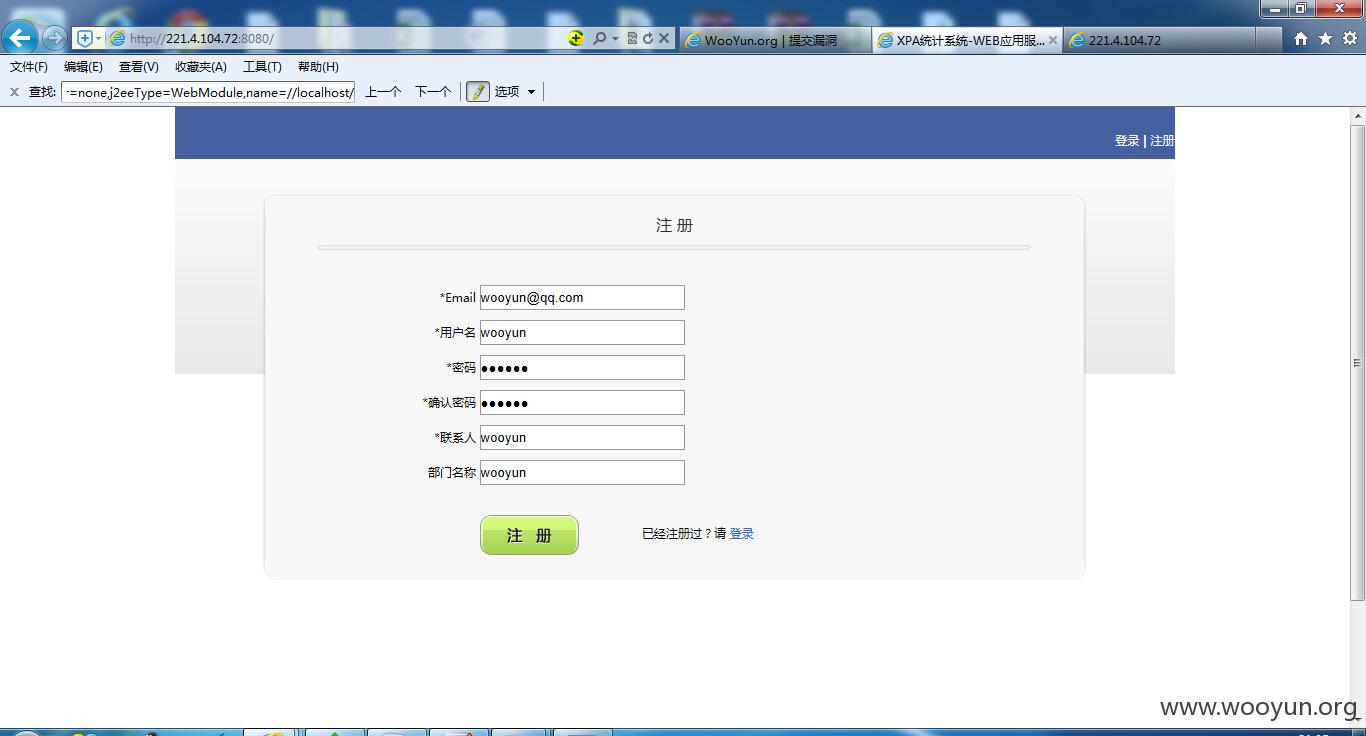 http://221.4.104.72:8080/
WooYun.org | 提交漏洞
XPA统计系统-WEB应用服...
221.4.104.72
文件(F) 编辑(E) 查看(V) 收藏夹(A) 工具(T) 帮助(H)
查找: =none,j2eeType=WebModule,name=//localhost/ 上一个 下一个 选项
登录 | 注册
注 册
*Email wooyun@qq.com
*用户名 wooyun
*密码 ●●●●●●
*确认密码 ●●●●●●
*联系人 wooyun
部门名称 wooyun
注 册 已经注册过？请 登录
www.wooyun.org